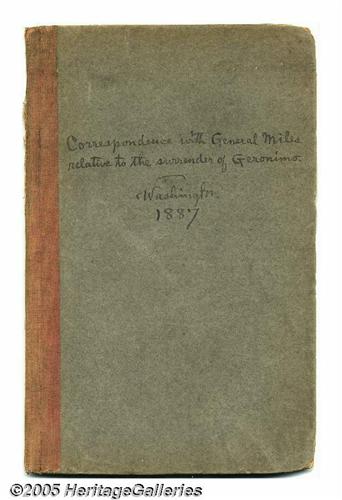 Correspondence with General Miles
relative to the surrender of Geronimo.
Washington
1887
©2005 HeritageGalleries